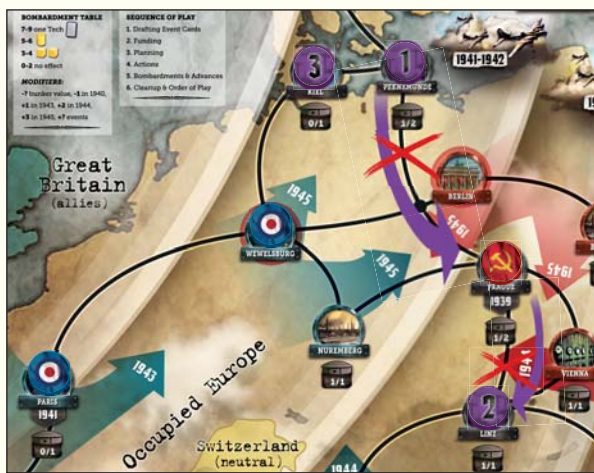 BOMBARDMENT TABLE
7-9 one Tech
5-6
3-4
0-2 no effect
MODIFIERS:
-? bunker value, -1 in 1940,
+1 in 1943, +2 in 1944,
+3 in 1945, +? events
SEQUENCE OF PLAY
1. Drafting Event Cards
2. Funding
3. Planning
4. Actions
5. Bombardments & Advances
6. Cleanup & Order of Play
1941-1942
3
KIEL
0/1
1
PEENEMUNDE
1/2
Great
Britain
(allies)
BERLIN
1945
WEWELSBURG
1945
1945
1945
PRAGUE
1939
1/2
NUREMBERG
1/1
1943
PARIS
1941
0/1
Occupied Europe
VIENNA
1/1
2
LINZ
1/1
Switzerland
(neutral)
1944